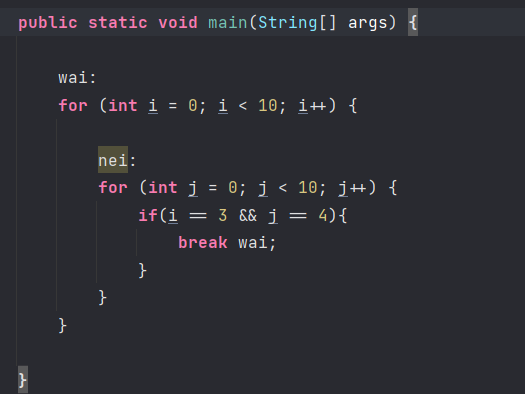 public static void main(String[] args) {
wai:
for (int i = 0; i < 10; i++) {
nei:
for (int j = 0; j < 10; j++) {
if(i == 3 && j == 4){
break wai;
}
}
}
}